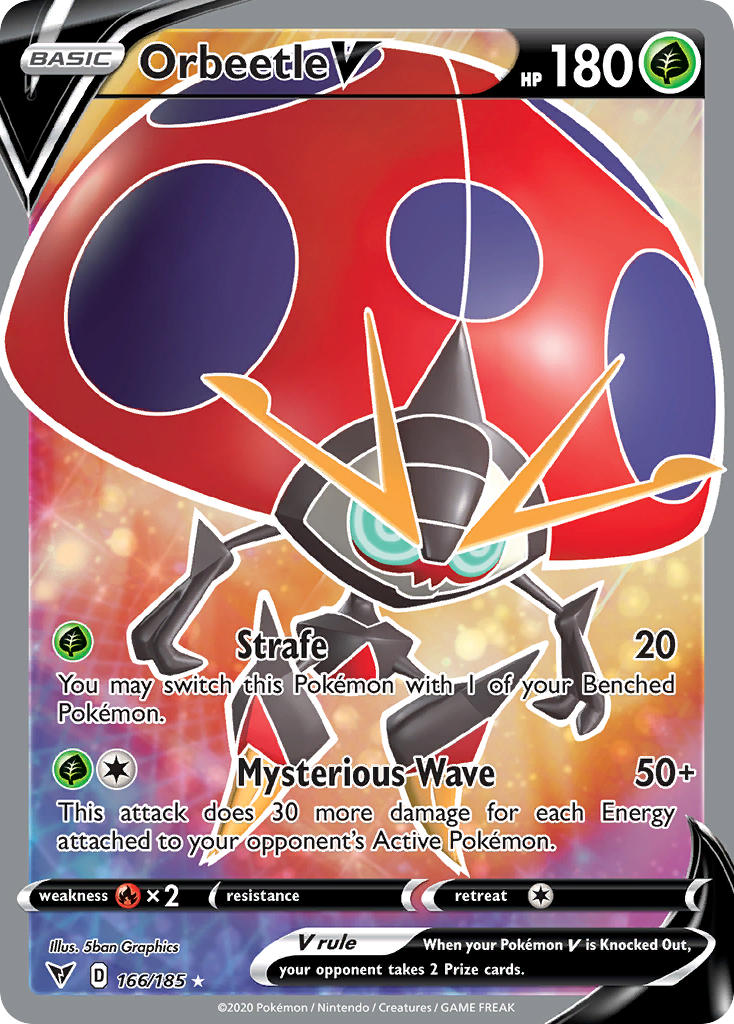 BASIC Orbeetle V HP 180
Strafe 20
You may switch this Pokémon with 1 of your Benched
Pokémon.
Mysterious Wave 50+
This attack does 30 more damage for each Energy
attached to your opponent's Active Pokémon.
weakness ×2 resistance retreat
Illus. 5ban Graphics
V rule When your Pokémon V is Knocked Out,
your opponent takes 2 Prize cards.
D 166/185 ★
©2020 Pokémon / Nintendo / Creatures / GAME FREAK